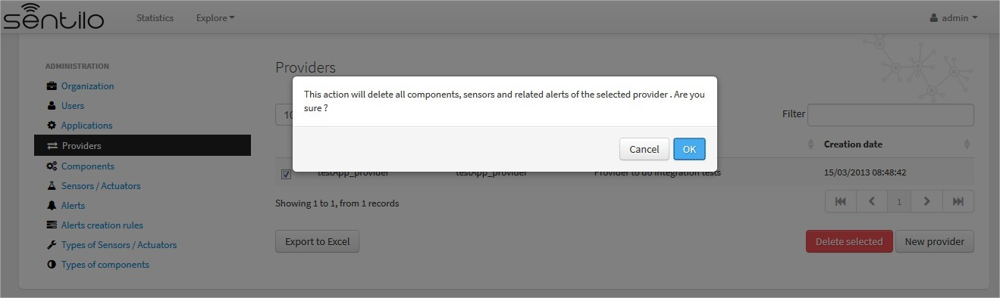 sentilo
Statistics
Explore
admin
ADMINISTRATION
Organization
Users
Applications
Providers
Components
Sensors / Actuators
Alerts
Alerts creation rules
Types of Sensors / Actuators
Types of components
Providers
This action will delete all components, sensors and related alerts of the selected provider . Are you
sure ?
Cancel
OK
10
Filter
Creation date
testApp_provider testApp_provider Provider to do integration tests 15/03/2013 08:48:42
Showing 1 to 1, from 1 records
1
Export to Excel
Delete selected
New provider